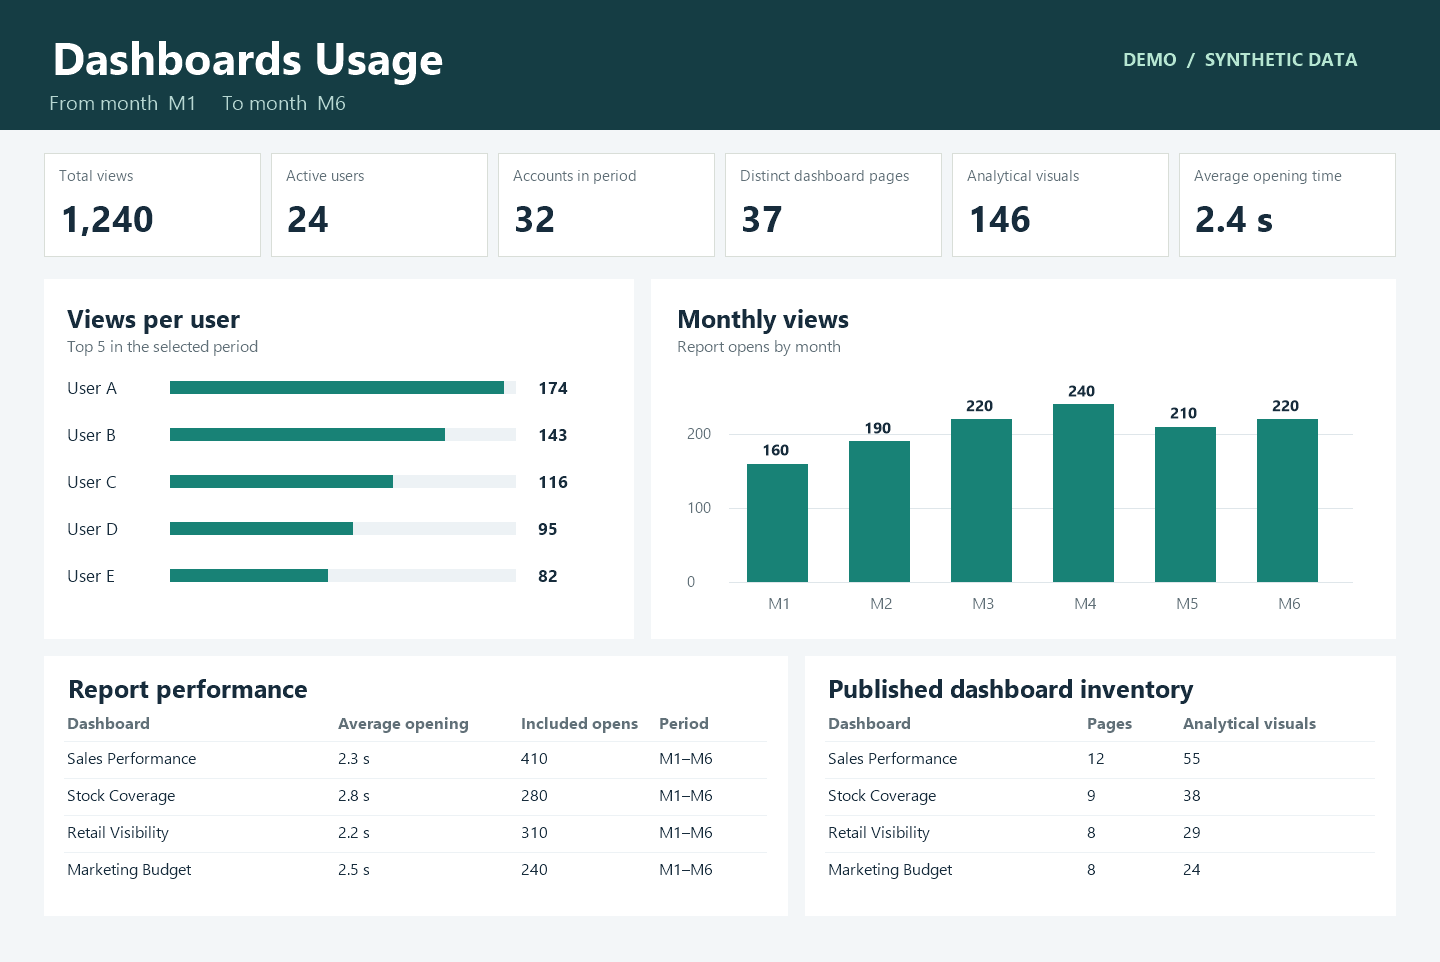 Dashboards Usage
DEMO / SYNTHETIC DATA
From month M1 To month M6
Total views
1,240
Active users
24
Accounts in period
32
Distinct dashboard pages
37
Analytical visuals
146
Average opening time
2.4 s
Views per user
Top 5 in the selected period
User A 174
User B 143
User C 116
User D 95
User E 82
Monthly views
Report opens by month
200
100
0
160
190
220
240
210
220
M1 M2 M3 M4 M5 M6
Report performance
Dashboard Average opening Included opens Period
Sales Performance 2.3 s 410 M1–M6
Stock Coverage 2.8 s 280 M1–M6
Retail Visibility 2.2 s 310 M1–M6
Marketing Budget 2.5 s 240 M1–M6
Published dashboard inventory
Dashboard Pages Analytical visuals
Sales Performance 12 55
Stock Coverage 9 38
Retail Visibility 8 29
Marketing Budget 8 24